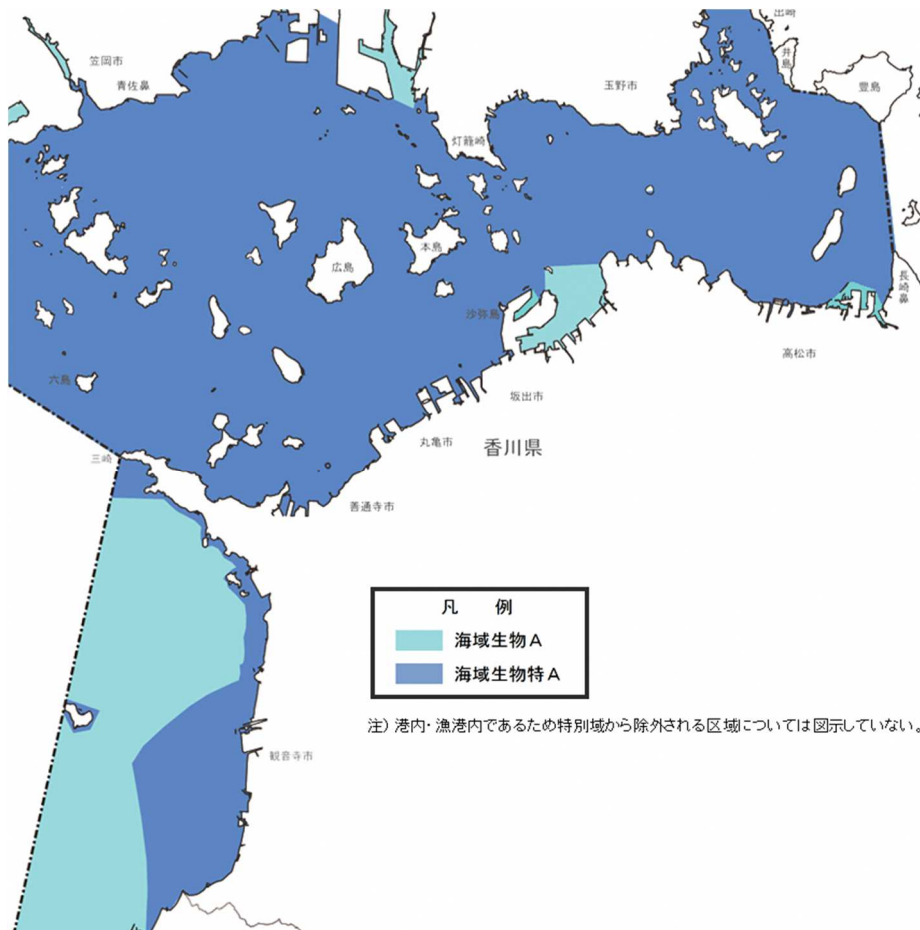 出崎
井島
豊島
笠岡市
青佐鼻
玉野市
灯籠崎
本島
広島
長崎鼻
沙弥島
高松市
六島
坂出市
丸亀市
香川県
三崎
善通寺市
凡 例
海域生物A
海域生物特A
注) 港内・漁港内であるため特別域から除外される区域については図示していない。
観音寺市